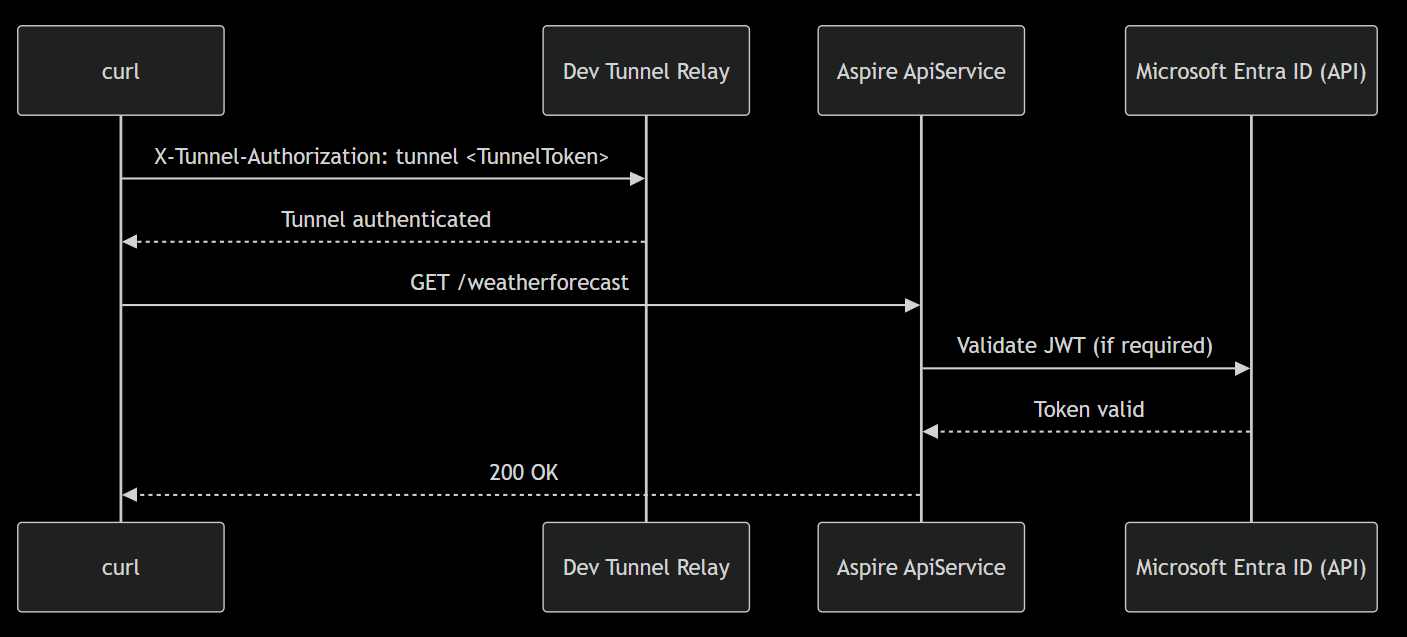 curl
Dev Tunnel Relay
Aspire ApiService
Microsoft Entra ID (API)
X-Tunnel-Authorization: tunnel <TunnelToken>
Tunnel authenticated
GET /weatherforecast
Validate JWT (if required)
Token valid
200 OK
curl
Dev Tunnel Relay
Aspire ApiService
Microsoft Entra ID (API)